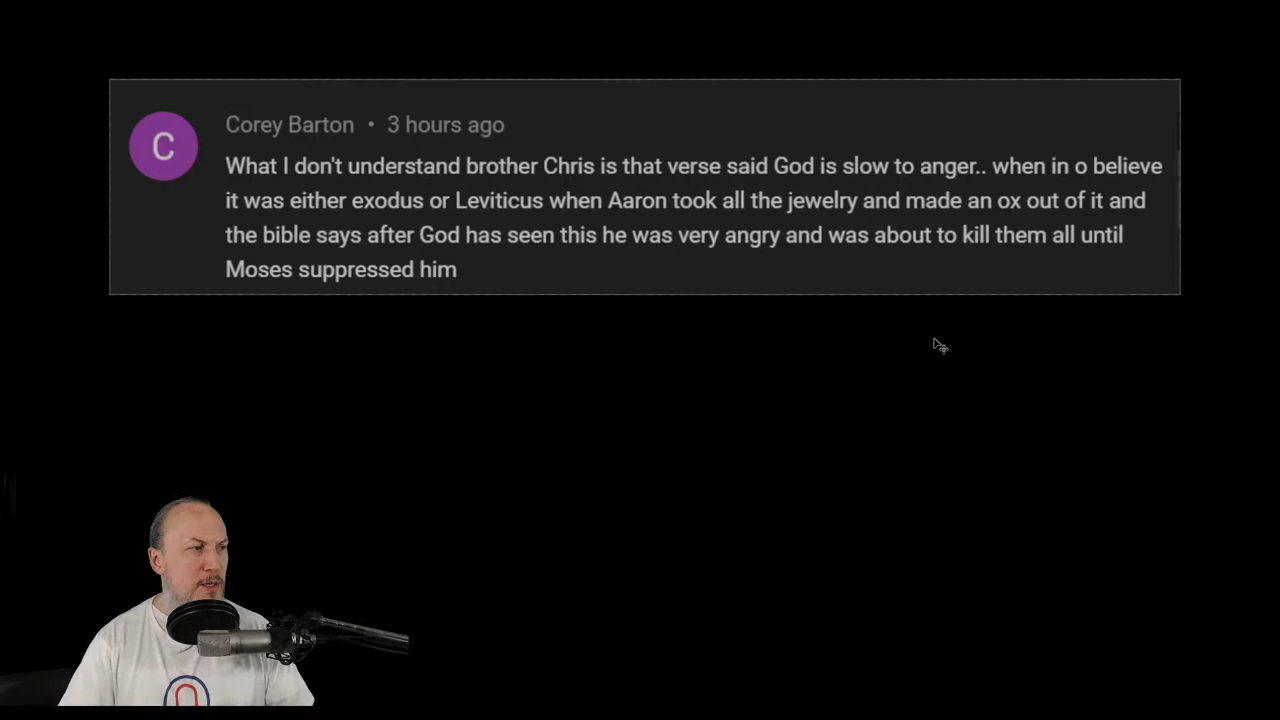 C
Corey Barton • 3 hours ago
What I don't understand brother Chris is that verse said God is slow to anger.. when in o believe
it was either exodus or Leviticus when Aaron took all the jewelry and made an ox out of it and
the bible says after God has seen this he was very angry and was about to kill them all until
Moses suppressed him